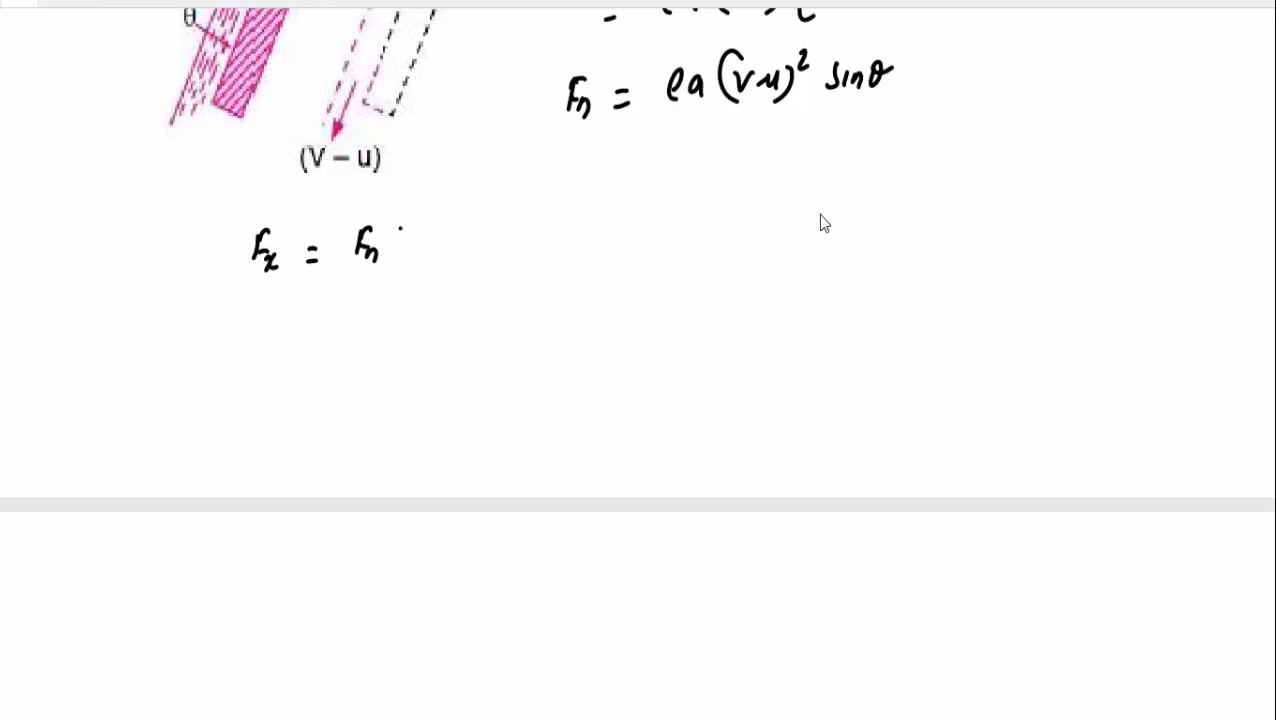 θ
Fn = ρa (V-u)² sinθ
(V – u)
Fx = Fn